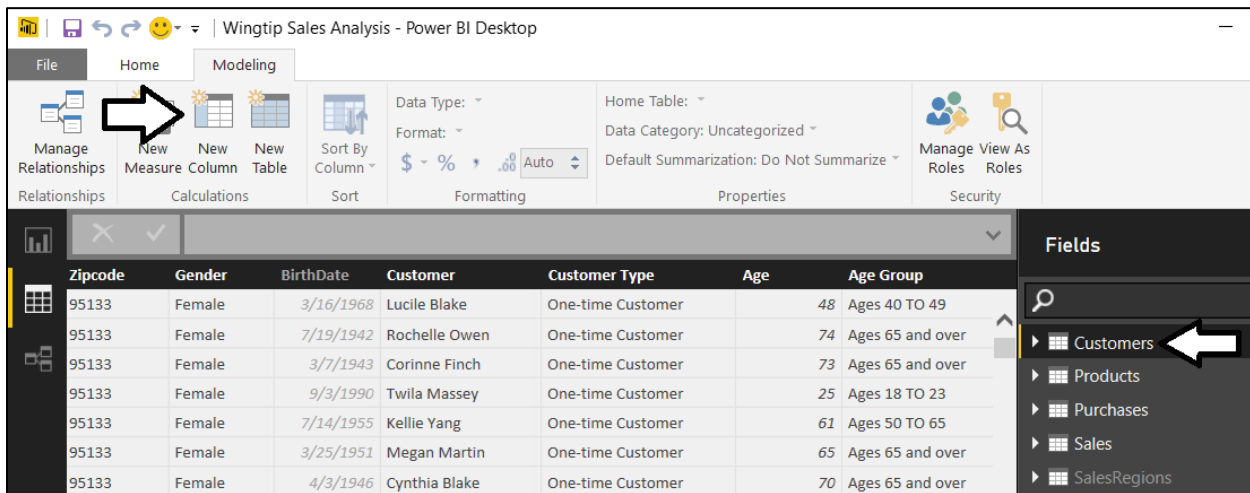 Wingtip Sales Analysis - Power BI Desktop
File Home Modeling
Data Type: Home Table:
Format: Data Category: Uncategorized
Manage New New New Sort By $ % , .00 Auto Default Summarization: Do Not Summarize Manage View As
Relationships Measure Column Table Column Roles Roles
Relationships Calculations Sort Formatting Properties Security
Fields
Zipcode Gender BirthDate Customer Customer Type Age Age Group
95133 Female 3/16/1968 Lucile Blake One-time Customer 48 Ages 40 TO 49
95133 Female 7/19/1942 Rochelle Owen One-time Customer 74 Ages 65 and over
95133 Female 3/7/1943 Corinne Finch One-time Customer 73 Ages 65 and over
95133 Female 9/3/1990 Twila Massey One-time Customer 25 Ages 18 TO 23
95133 Female 7/14/1955 Kellie Yang One-time Customer 61 Ages 50 TO 65
95133 Female 3/25/1951 Megan Martin One-time Customer 65 Ages 65 and over
95133 Female 4/3/1946 Cynthia Blake One-time Customer 70 Ages 65 and over
Customers
Products
Purchases
Sales
SalesRegions